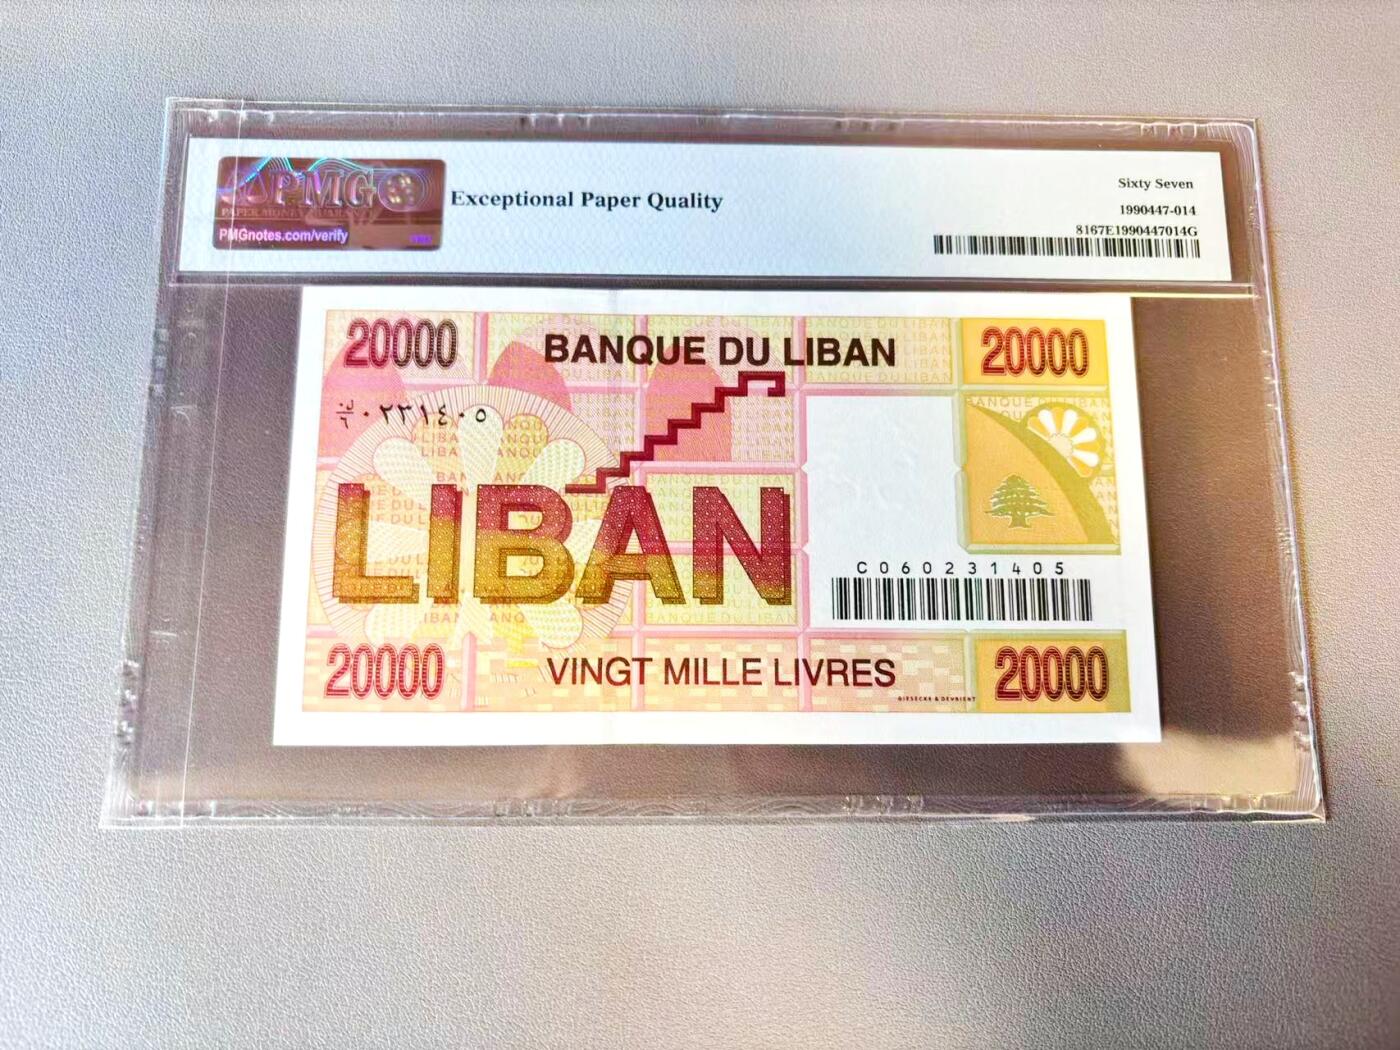 PMG
PAPER MONEY GUARANTY
PMGnotes.com/verify
Exceptional Paper Quality
Sixty Seven
1990447-014
8167E1990447014G
20000
BANQUE DU LIBAN
20000
٠٢٣١٤٠٥
LIBAN
C060231405
20000
VINGT MILLE LIVRES
GIESECKE & DEVRIENT
20000